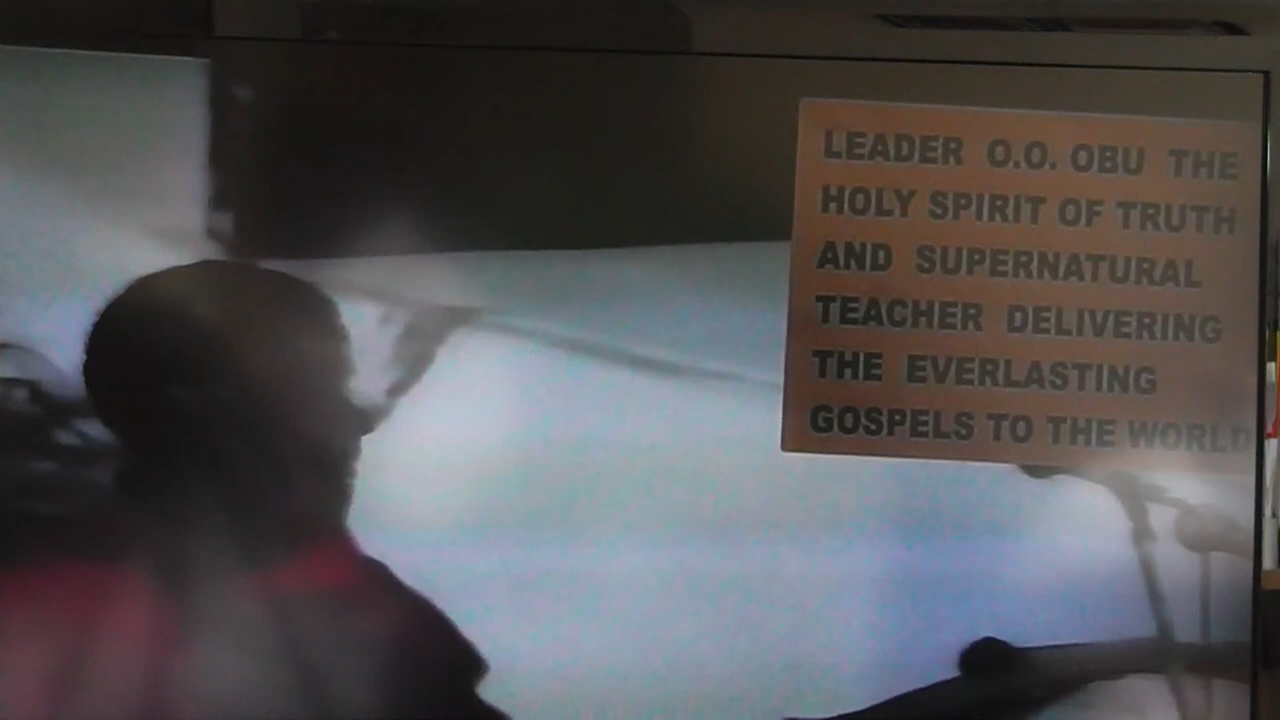 LEADER O.O. OBU THE
HOLY SPIRIT OF TRUTH
AND SUPERNATURAL
TEACHER DELIVERING
THE EVERLASTING
GOSPELS TO THE WORLD